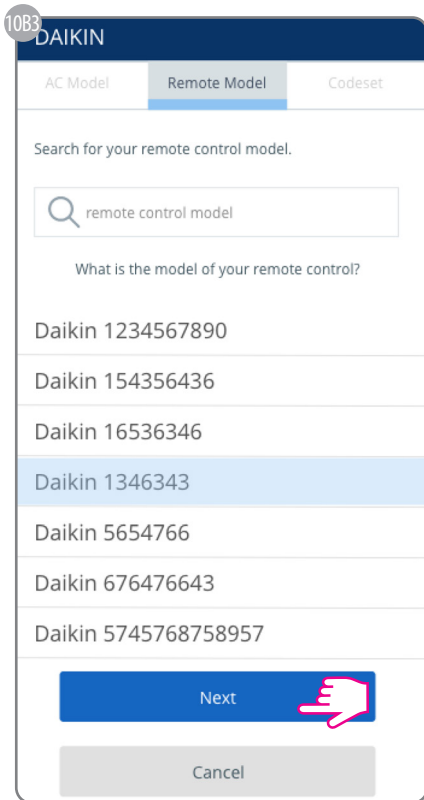 10B3
DAIKIN
AC Model Remote Model Codeset
Search for your remote control model.
remote control model
What is the model of your remote control?
Daikin 1234567890
Daikin 154356436
Daikin 16536346
Daikin 1346343
Daikin 5654766
Daikin 676476643
Daikin 5745768758957
Next
Cancel